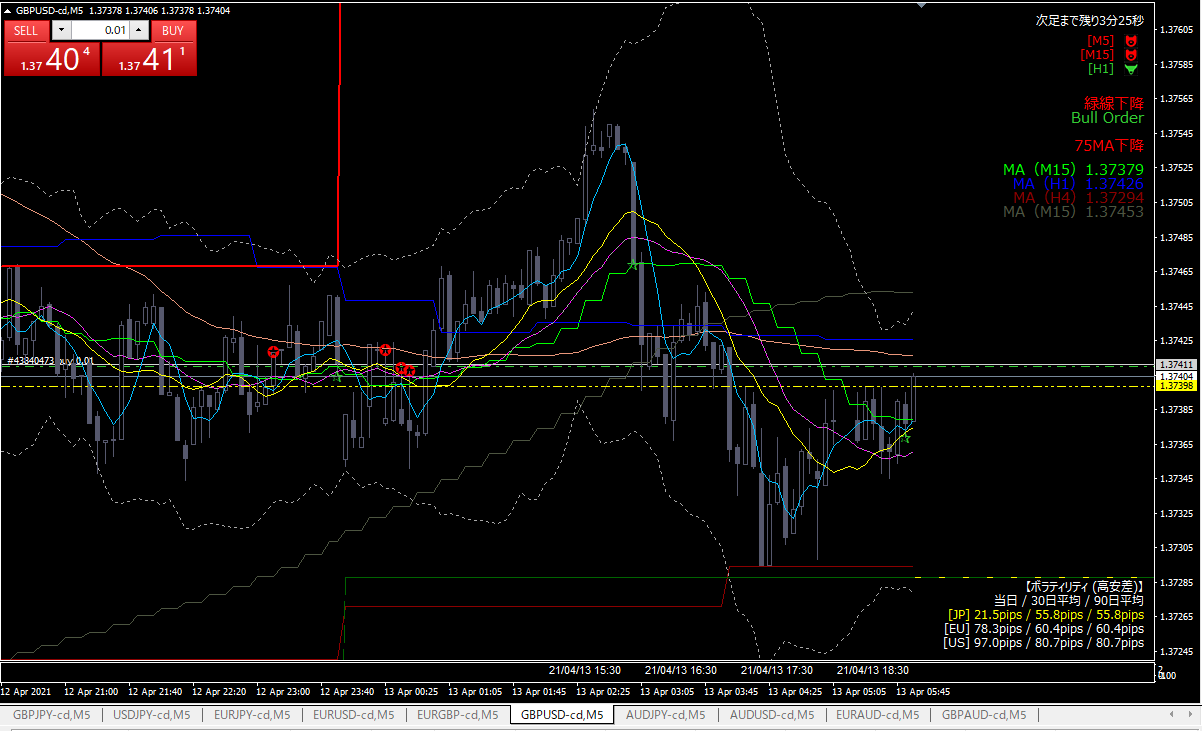 GBPUSD-cd,M5 1.37378 1.37406 1.37378 1.37404
SELL 0.01 BUY
1.37 40 4 1.37 41 1
次足まで残り3分25秒
[M5]
[M15]
[H1]
緑線下降
Bull Order
75MA下降
MA (M15) 1.37379
MA (H1) 1.37426
MA (H4) 1.37294
MA (M15) 1.37453
1.37605
1.37585
1.37565
1.37545
1.37525
1.37505
1.37485
1.37465
1.37445
1.37425
1.37411
1.37404
1.37398
1.37385
1.37365
1.37345
1.37325
1.37305
1.37285
1.37265
1.37245
#43340473 buy 0.01
【ボラティリティ(高安差)】
当日 / 30日平均 / 90日平均
[JP] 21.5pips / 55.8pips / 55.8pips
[EU] 78.3pips / 60.4pips / 60.4pips
[US] 97.0pips / 80.7pips / 80.7pips
21/04/13 15:30 21/04/13 16:30 21/04/13 17:30 21/04/13 18:30
12 Apr 2021 12 Apr 21:00 12 Apr 21:40 12 Apr 22:20 12 Apr 23:00 12 Apr 23:40 13 Apr 00:25 13 Apr 01:05 13 Apr 01:45 13 Apr 02:25 13 Apr 03:05 13 Apr 03:45 13 Apr 04:25 13 Apr 05:05 13 Apr 05:45
GBPJPY-cd,M5 USDJPY-cd,M5 EURJPY-cd,M5 EURUSD-cd,M5 EURGBP-cd,M5 GBPUSD-cd,M5 AUDJPY-cd,M5 AUDUSD-cd,M5 EURAUD-cd,M5 GBPAUD-cd,M5